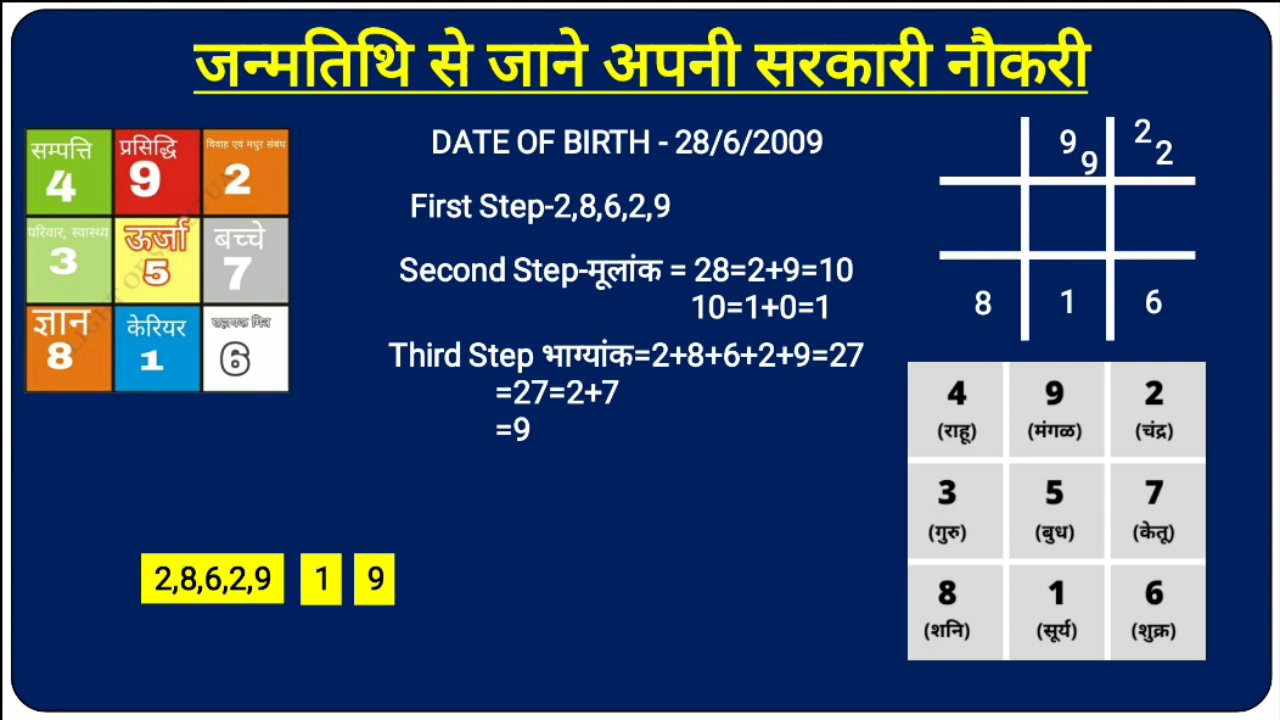 जन्मतिथि से जाने अपनी सरकारी नौकरी
सम्पत्ति
4
प्रसिद्धि
9
विवाह एवं मधुर संबंध
2
परिवार, स्वास्थ्य
3
ऊर्जा
5
बच्चे
7
ज्ञान
8
केरियर
1
सहायक मित्र
6
DATE OF BIRTH - 28/6/2009
First Step-2,8,6,2,9
Second Step-मूलांक = 28=2+9=10
10=1+0=1
Third Step भाग्यांक=2+8+6+2+9=27
=27=2+7
=9
2,8,6,2,9 1 9
9 9 2 2
8 1 6
4 9 2
(राहू) (मंगळ) (चंद्र)
3 5 7
(गुरु) (बुध) (केतू)
8 1 6
(शनि) (सूर्य) (शुक्र)